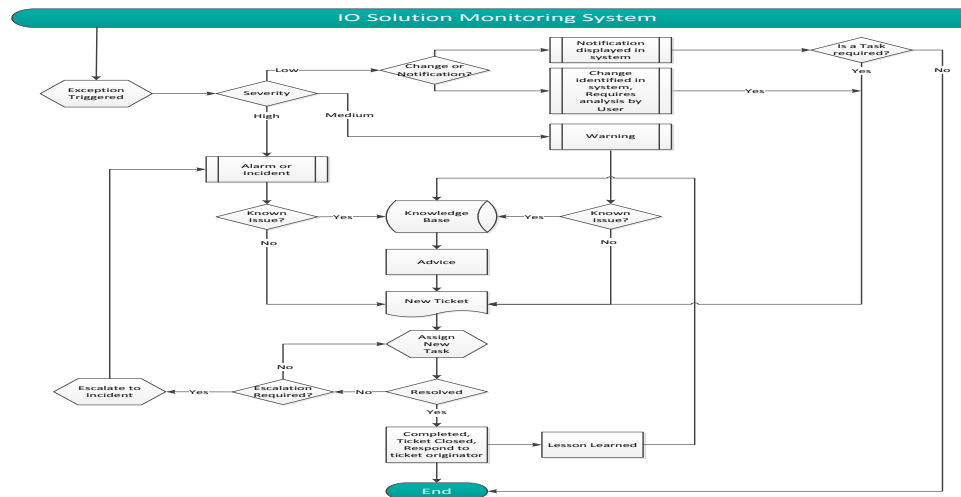 IO Solution Monitoring System
Notification
displayed in
system
Is a Task
required?
Low
Change or
Notification?
No
Yes
Change
identified in
system,
Requires
analysis by
User
Exception
Triggered
Severity
Yes
High
Medium
Warning
Alarm or
Incident
Known
Issue?
Yes
Knowledge
Base
Yes
Known
Issue?
No
No
Advice
New Ticket
Assign
New
Task
No
Escalate to
Incident
Yes
Escalation
Required?
No
Resolved
Yes
Completed,
Ticket Closed,
Respond to
ticket originator
Lesson Learned
End